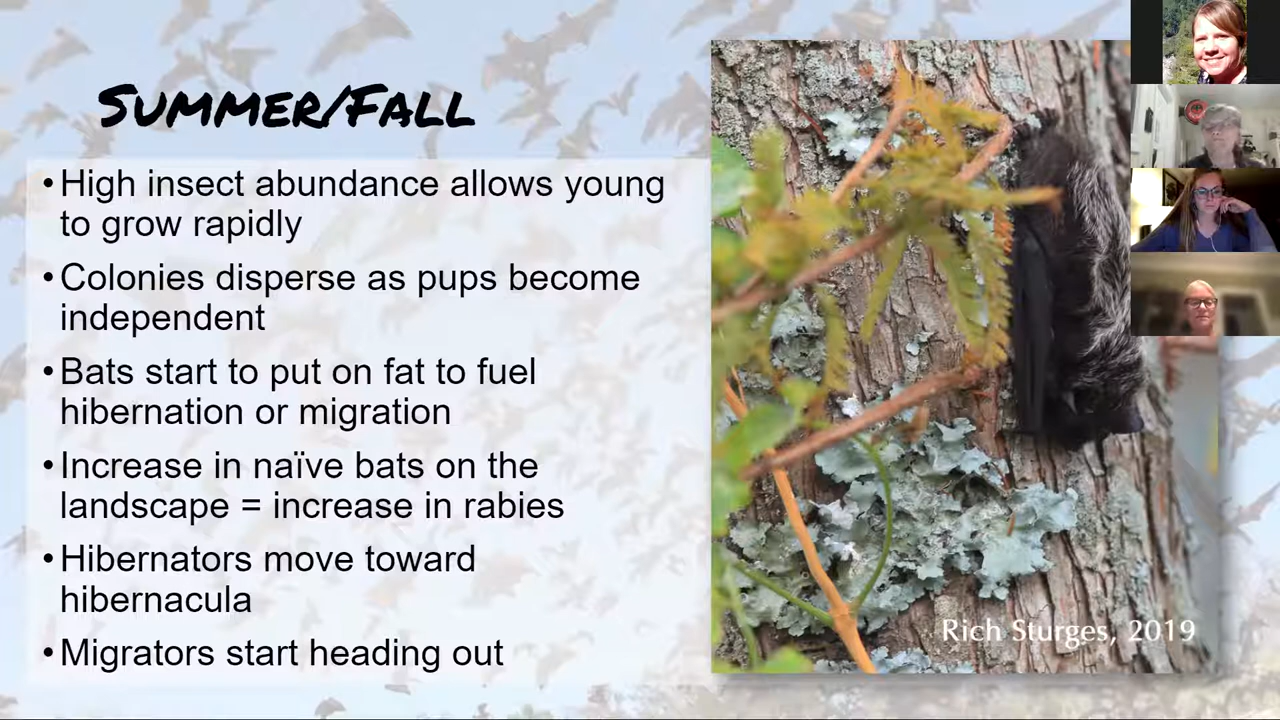 Summer/Fall
•High insect abundance allows young
to grow rapidly
•Colonies disperse as pups become
independent
•Bats start to put on fat to fuel
hibernation or migration
•Increase in naïve bats on the
landscape = increase in rabies
•Hibernators move toward
hibernacula
•Migrators start heading out
Rich Sturges, 2019